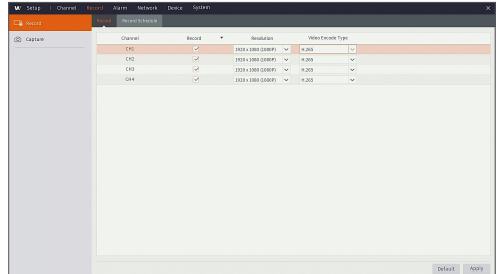 W Setup | Channel Record Alarm Network Device System ×
Record
Record Record Schedule
Capture
Channel Record Resolution Video Encode Type
CH1 1920 x 1080 (1080P) H.265
CH2 1920 x 1080 (1080P) H.265
CH3 1920 x 1080 (1080P) H.265
CH4 1920 x 1080 (1080P) H.265
Default Apply